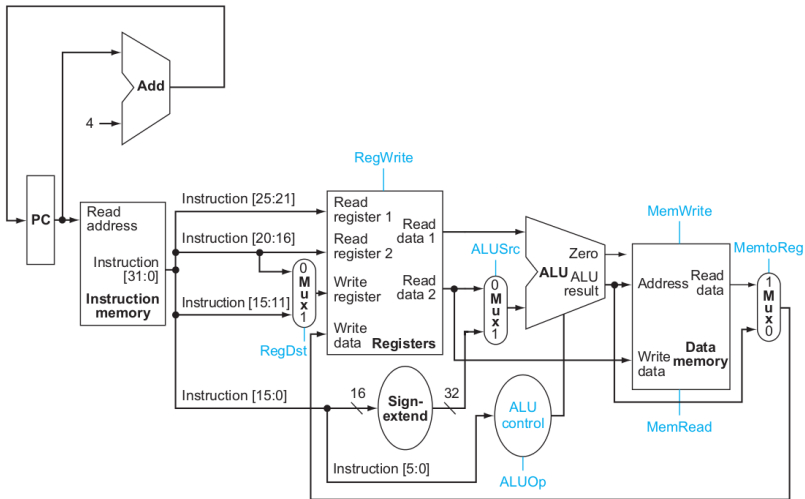 Add
4
PC
Read
address
Instruction
[31:0]
Instruction
memory
Instruction [25:21]
Instruction [20:16]
Instruction [15:11]
Instruction [15:0]
Instruction [5:0]
0
M
u
x
1
RegDst
RegWrite
Read
register 1
Read
register 2
Write
register
Write
data
Read
data 1
Read
data 2
Registers
16
Sign-
extend
32
ALUSrc
0
M
u
x
1
Zero
ALU
ALU
result
ALU
control
ALUOp
MemWrite
Address
Read
data
Write
data
Data
memory
MemRead
MemtoReg
1
M
u
x
0